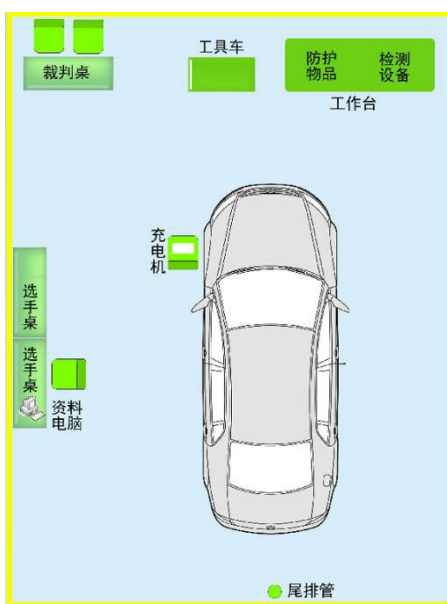 裁判桌
工具车
防护
物品
检测
设备
工作台
充
电
机
选
手
桌
选
手
桌
资料
电脑
尾排管